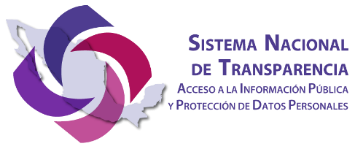 SISTEMA NACIONAL
DE TRANSPARENCIA
ACCESO A LA INFORMACIÓN PÚBLICA
Y PROTECCIÓN DE DATOS PERSONALES